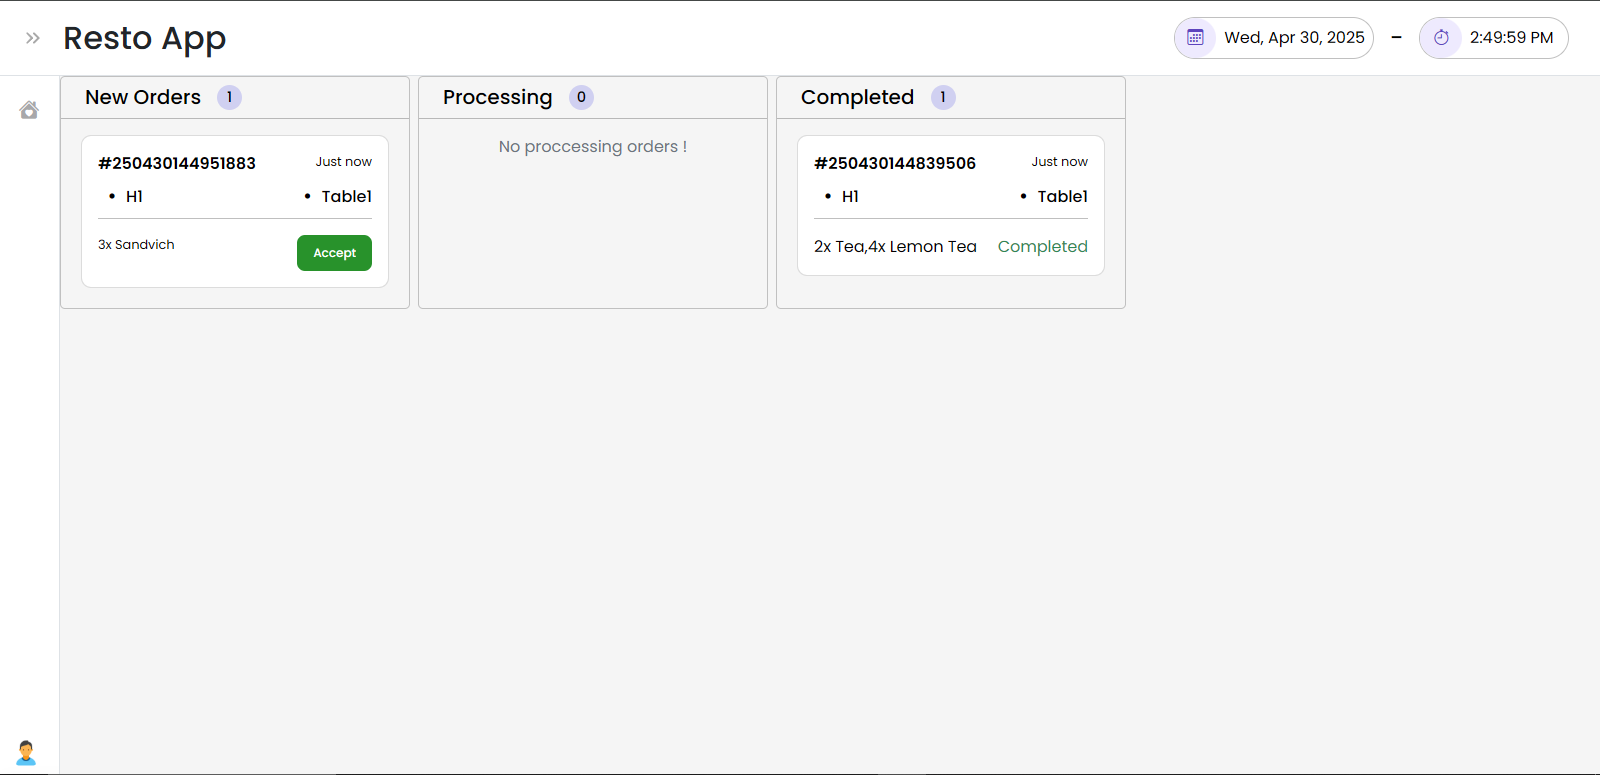 Resto App
Wed, Apr 30, 2025 – 2:49:59 PM
New Orders 1
#250430144951883 Just now
• H1 • Table1
3x Sandvich Accept
Processing 0
No proccessing orders !
Completed 1
#250430144839506 Just now
• H1 • Table1
2x Tea,4x Lemon Tea Completed